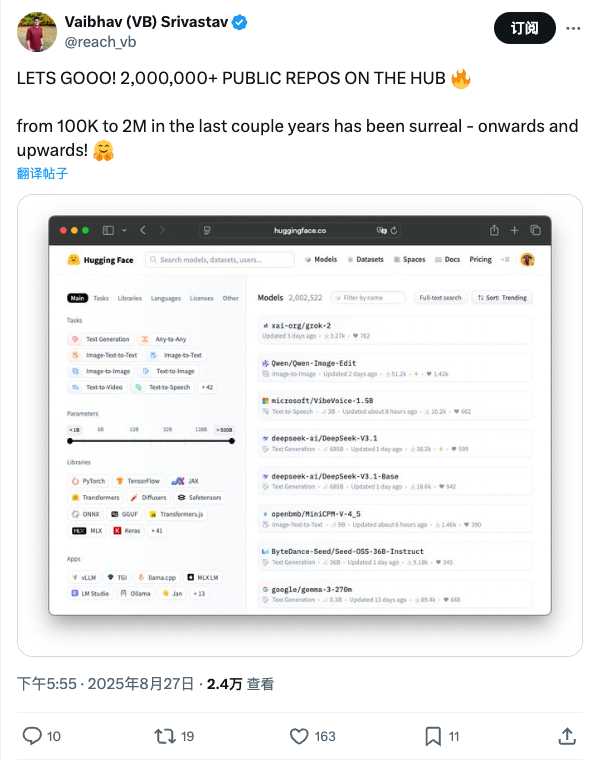 Vaibhav (VB) Srivastav
订阅
@reach_vb
LETS GOOO! 2,000,000+ PUBLIC REPOS ON THE HUB 🔥
from 100K to 2M in the last couple years has been surreal - onwards and
upwards! 🤗
翻译帖子
huggingface.co
Hugging Face
Search models, datasets, users...
Models Datasets Spaces Docs Pricing
Main Tasks Libraries Languages Licenses Other
Tasks
Text Generation Any-to-Any
Image-Text-to-Text Image-to-Text
Image-to-Image Text-to-Image
Text-to-Video Text-to-Speech +42
Parameters
<1B 6B 12B 32B 128B >500B
Libraries
PyTorch TensorFlow JAX
Transformers Diffusers Safetensors
ONNX GGUF Transformers.js
MLX MLX Keras +41
Apps
vLLM TGI llama.cpp MLX LM
LM Studio Ollama Jan +13
Models 2,002,522 Filter by name Full-text search Sort: Trending
xai-org/grok-2
Updated 3 days ago · 3.27k · 762
Qwen/Qwen-Image-Edit
Image-to-Image · Updated 2 days ago · 51.2k · 1.42k
microsoft/VibeVoice-1.5B
Text-to-Speech · 3B · Updated about 8 hours ago · 10.2k · 662
deepseek-ai/DeepSeek-V3.1
Text Generation · 685B · Updated 1 day ago · 38.2k · 599
deepseek-ai/DeepSeek-V3.1-Base
Text Generation · 685B · Updated 1 day ago · 18.6k · 942
openbmb/MiniCPM-V-4_5
Image-Text-to-Text · 9B · Updated about 6 hours ago · 1.46k · 390
ByteDance-Seed/Seed-OSS-36B-Instruct
Text Generation · 36B · Updated 1 day ago · 9.18k · 345
google/gemma-3-270m
Text Generation · 0.3B · Updated 13 days ago · 89.4k · 669
下午5:55 · 2025年8月27日 · 2.4万 查看
10 19 163 11